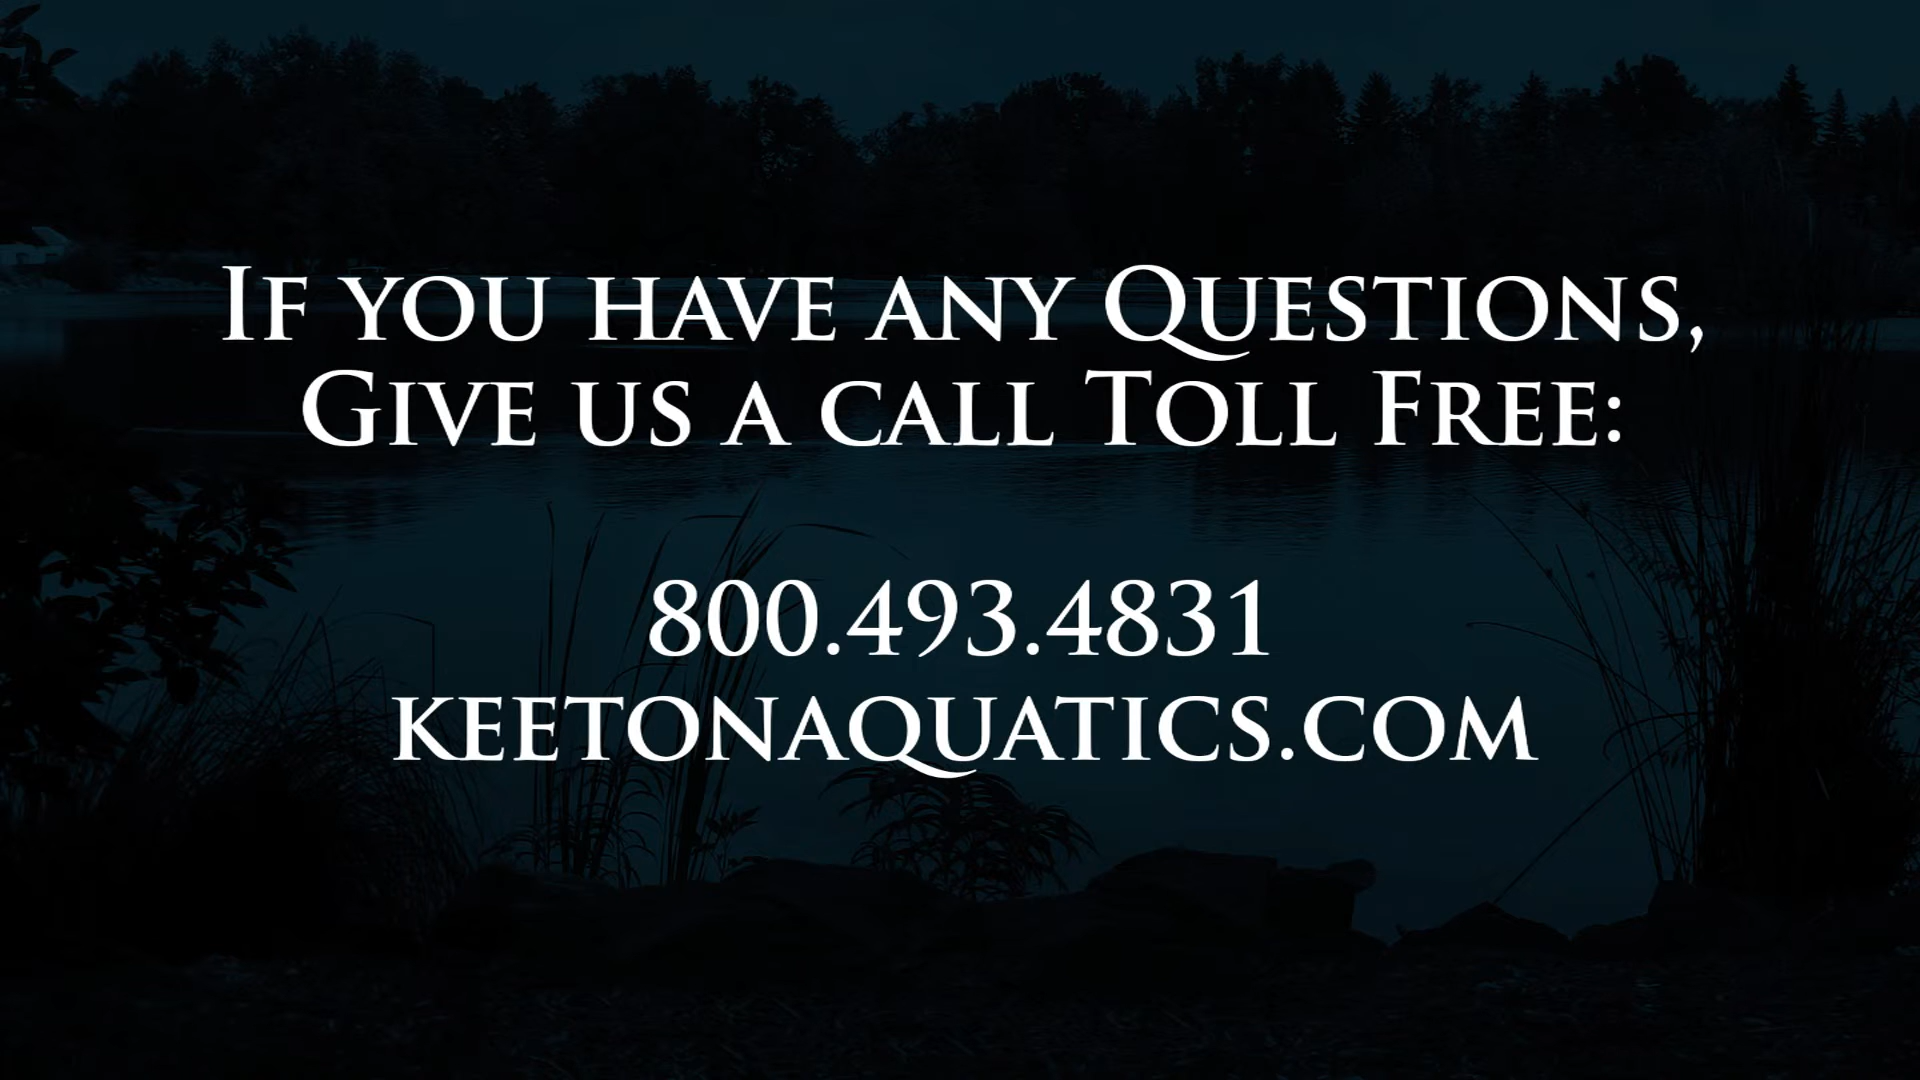 If you have any Questions,
Give us a call Toll Free:
800.493.4831
keetonaquatics.com